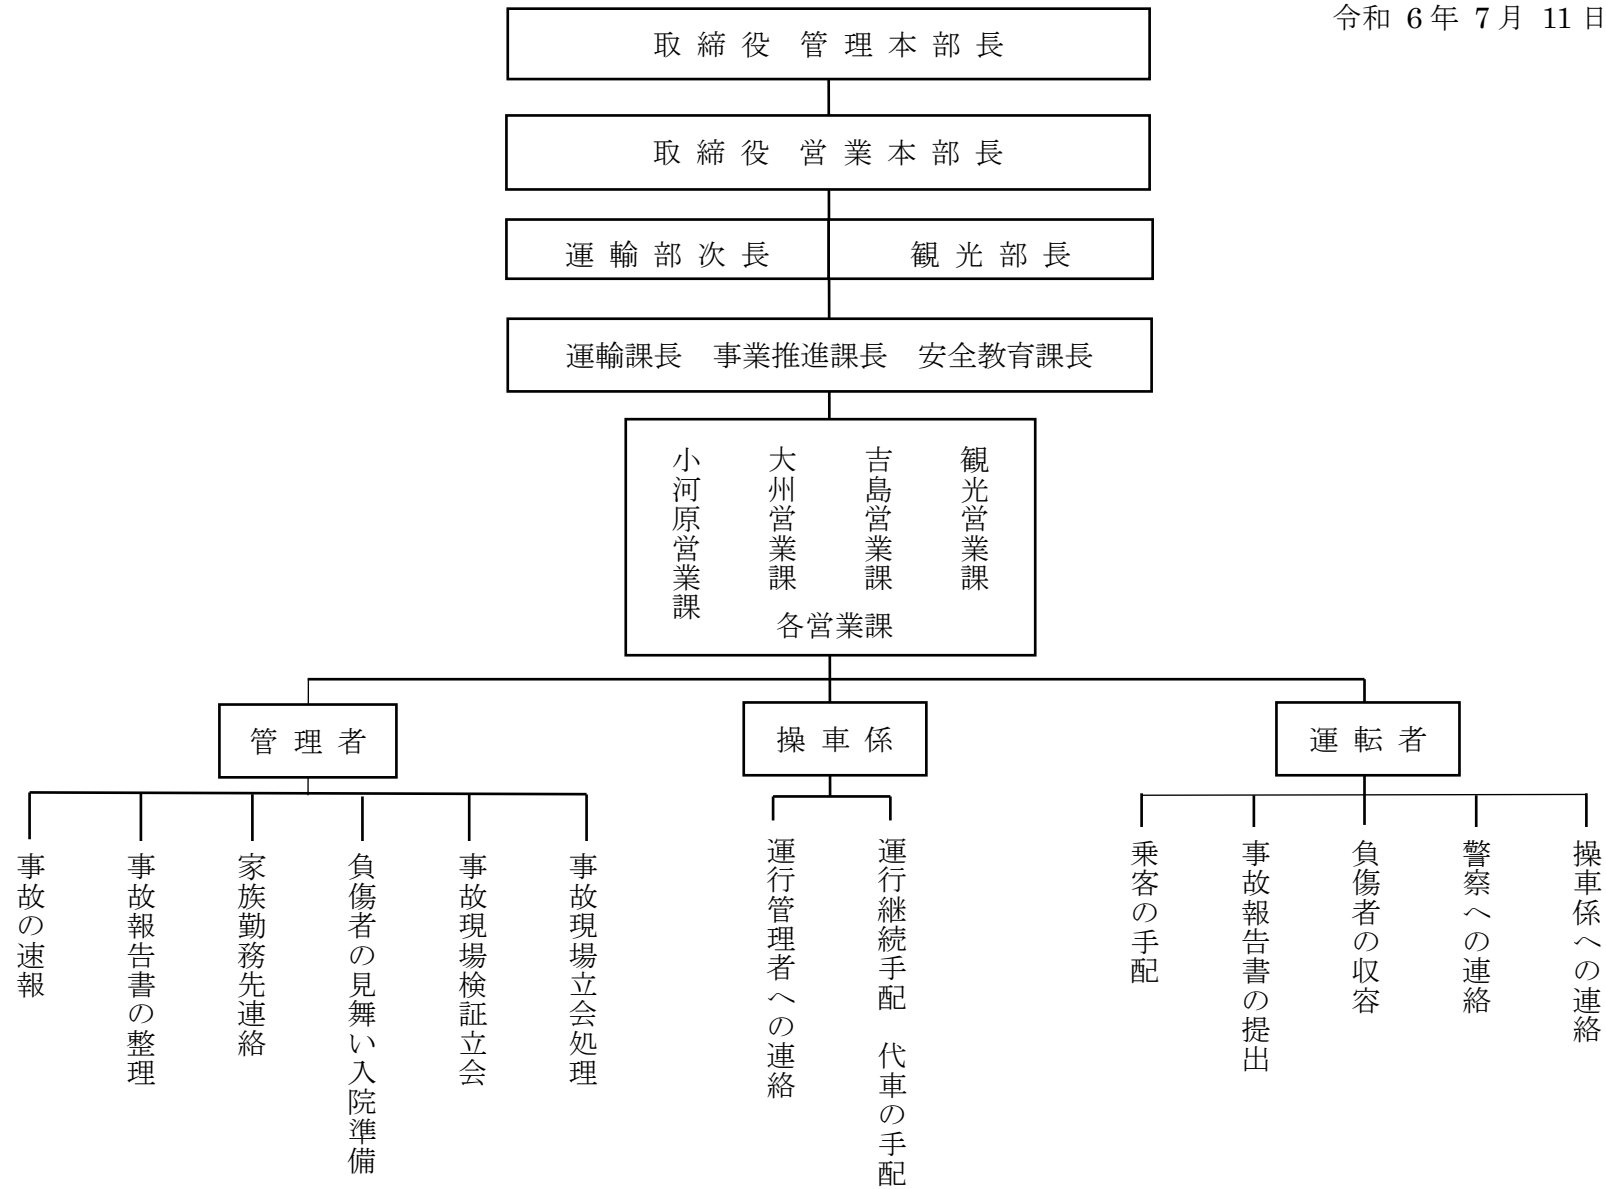 令和 6年 7月 11日
取締役 管理本部長
取締役 営業本部長
運輸部次長 観光部長
運輸課長 事業推進課長 安全教育課長
観光営業課
吉島営業課
大州営業課
小河原営業課
各営業課
管理者
操車係
運転者
事故現場立会処理
事故現場検証立会
負傷者の見舞い入院準備
家族勤務先連絡
事故報告書の整理
事故の速報
運行継続手配 代車の手配
運行管理者への連絡
操車係への連絡
警察への連絡
負傷者の収容
事故報告書の提出
乗客の手配